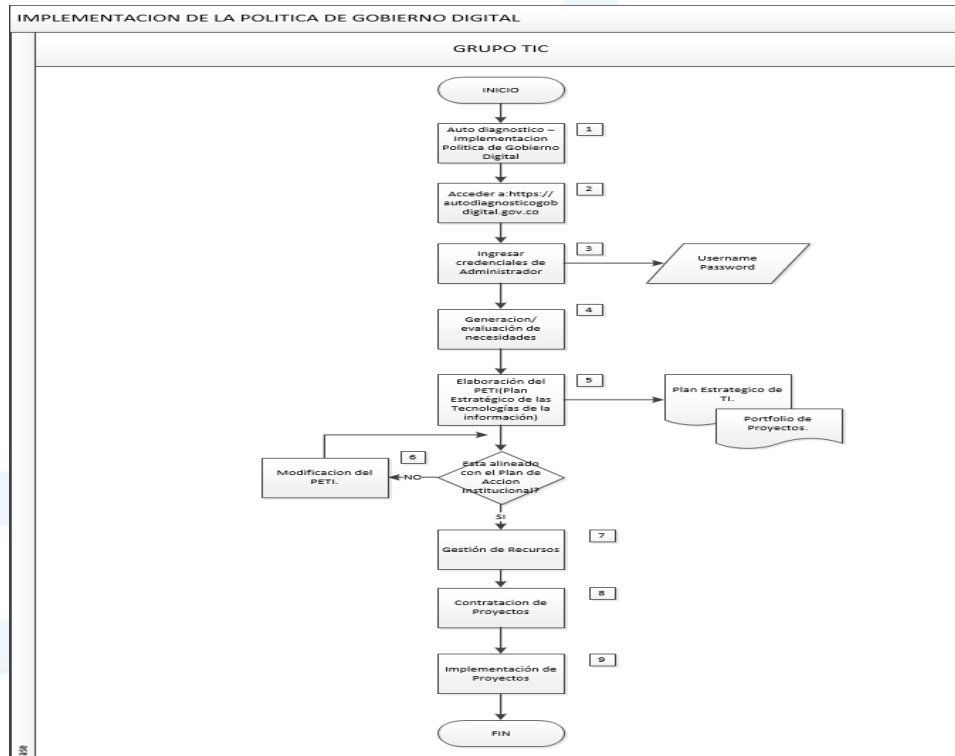 IMPLEMENTACION DE LA POLITICA DE GOBIERNO DIGITAL
GRUPO TIC
INICIO
1
Auto diagnostico –
Implementacion
Politica de Gobierno
Digital
2
Acceder a:https://
autodiagnosticogob
digital.gov.co
3
Ingresar
credenciales de
Administrador
Username
Password
4
Generacion/
evaluación de
necesidades
5
Elaboración del
PETI(Plan
Estratégico de las
Tecnologías de la
información)
Plan Estrategico de
TI.
Portfolio de
Proyectos.
6
Modificacion del
PETI.
NO
Esta alineado
con el Plan de
Accion
Institucional?
SI
7
Gestión de Recursos
8
Contratacion de
Proyectos
9
Implementación de
Proyectos
FIN